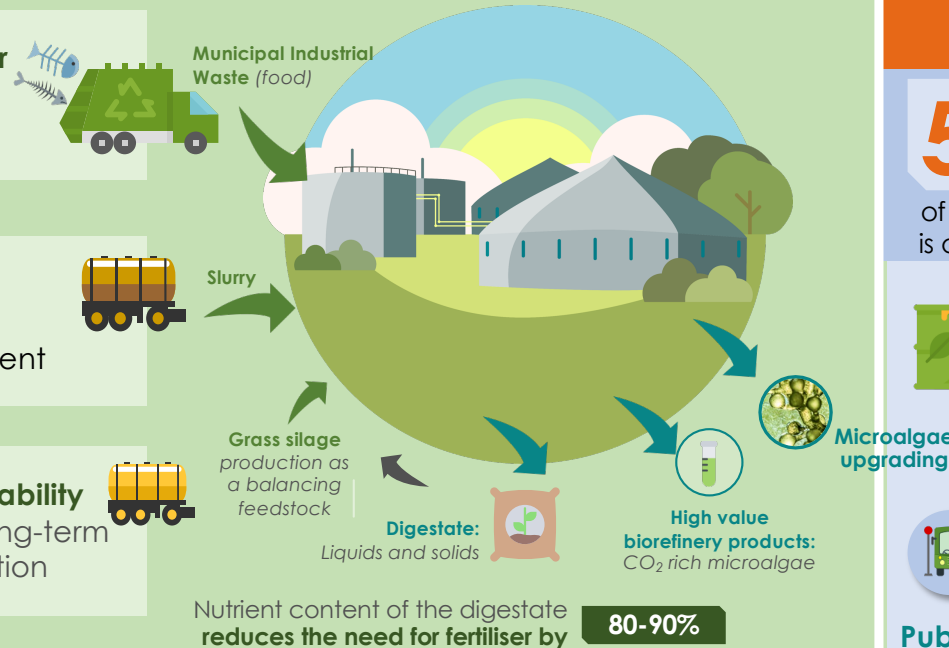 Municipal Industrial
Waste (food)
Slurry
ent
Grass silage
production as
a balancing
feedstock
Digestate:
Liquids and solids
High value
biorefinery products:
CO₂ rich microalgae
Microalgae
upgrading
ability
ng-term
tion
Nutrient content of the digestate
reduces the need for fertiliser by
80-90%
r
5
of
is
Pub